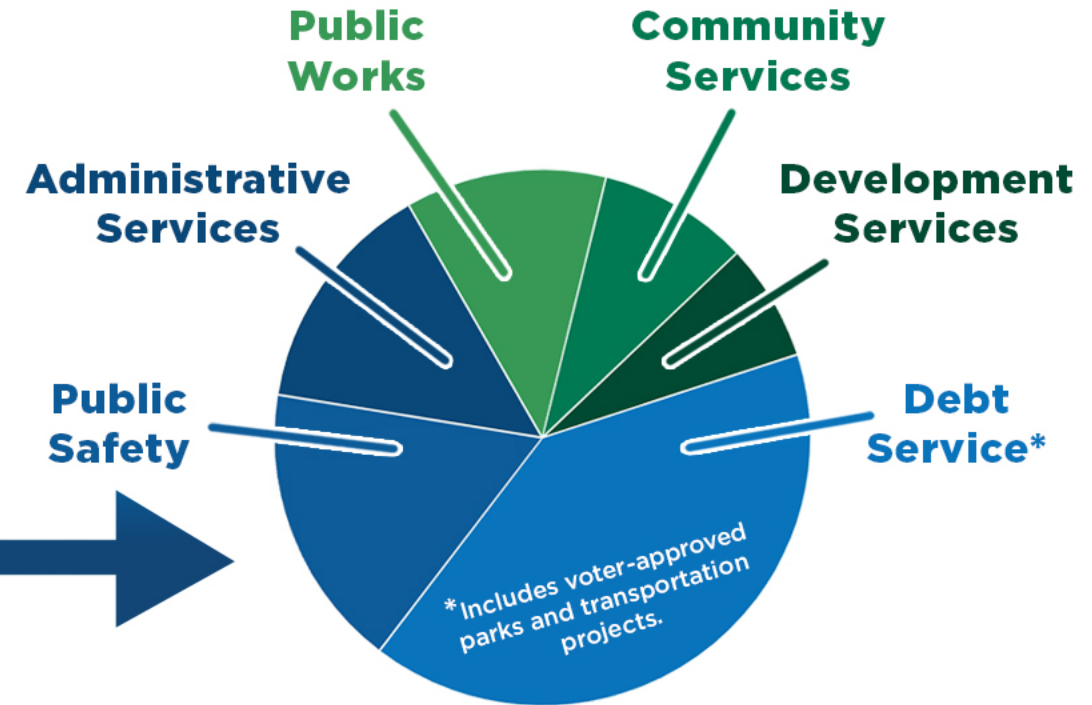 Public
Works
Community
Services
Administrative
Services
Development
Services
Public
Safety
Debt
Service*
*Includes voter-approved
parks and transportation
projects.